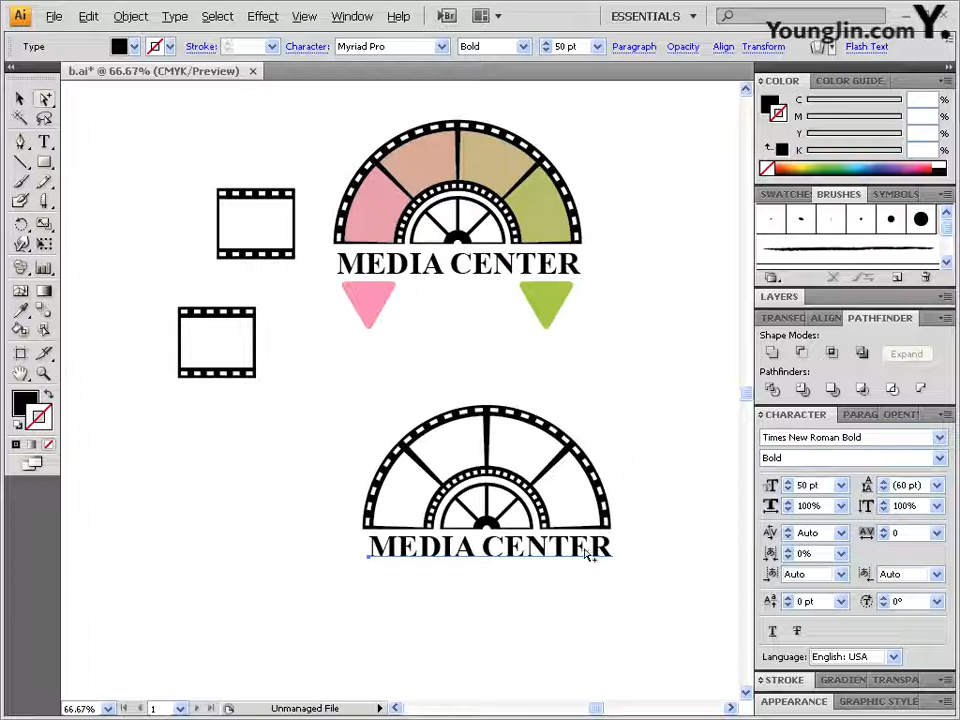 Ai File Edit Object Type Select Effect View Window Help Br ESSENTIALS
Younglin.com Y.
Type Stroke: Character: Myriad Pro Bold 50 pt Paragraph Opacity Align Transform Flash Text
b.ai* @ 66.67% (CMYK/Preview)
COLOR COLOR GUIDE
C %
M %
Y %
K %
SWATCHE BRUSHES SYMBOLS
MEDIA CENTER
LAYERS
TRANSFO ALIGN PATHFINDER
Shape Modes:
Expand
Pathfinders:
CHARACTER PARAG OPENT
Times New Roman Bold
Bold
50 pt (60 pt)
100% 100%
Auto 0
0%
MEDIA CENTER
Auto Auto
0 pt 0°
T T
Language: English: USA
STROKE GRADIEN TRANSPA
APPEARANCE GRAPHIC STYLE
66.67% 1 Unmanaged File